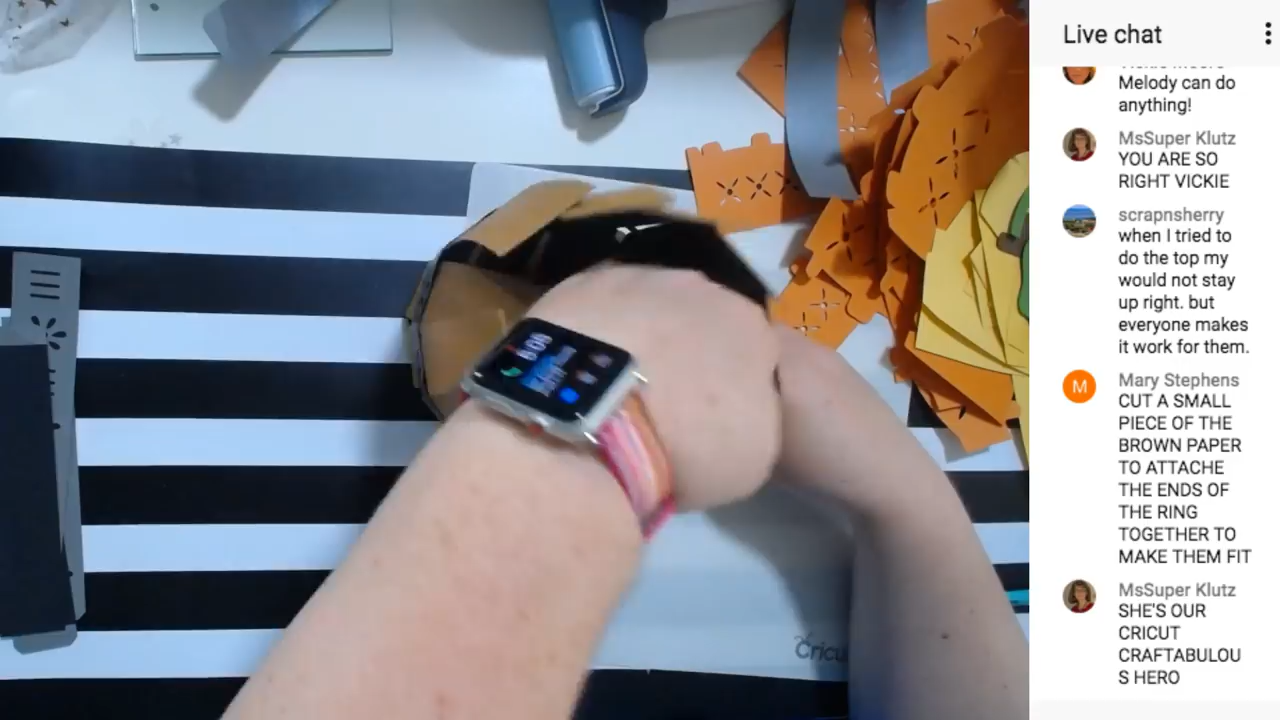 Live chat
Melody can do
anything!
MsSuper Klutz
YOU ARE SO
RIGHT VICKIE
scrapnsherry
when I tried to
do the top my
would not stay
up right. but
everyone makes
it work for them.
M
Mary Stephens
CUT A SMALL
PIECE OF THE
BROWN PAPER
TO ATTACHE
THE ENDS OF
THE RING
TOGETHER TO
MAKE THEM FIT
MsSuper Klutz
SHE'S OUR
CRICUT
CRAFTABULOU
S HERO